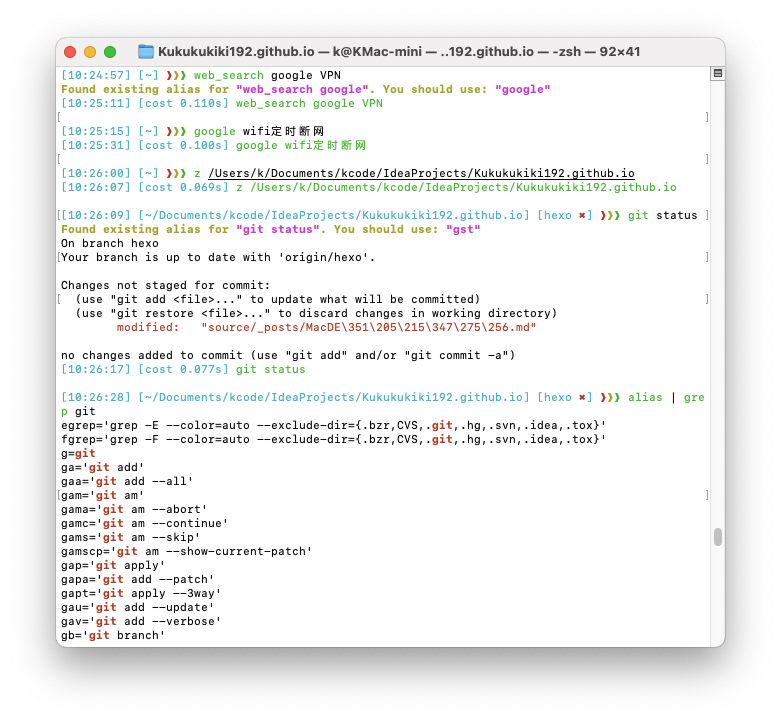 Kukukukiki192.github.io — k@KMac-mini — ..192.github.io — -zsh — 92×41
[10:24:57] [~] ❱❱❱ web_search google VPN
Found existing alias for "web_search google". You should use: "google"
[10:25:11] [cost 0.110s] web_search google VPN
[10:25:15] [~] ❱❱❱ google wifi定时断网
[10:25:31] [cost 0.100s] google wifi定时断网
[10:26:00] [~] ❱❱❱ z /Users/k/Documents/kcode/IdeaProjects/Kukukukiki192.github.io
[10:26:07] [cost 0.069s] z /Users/k/Documents/kcode/IdeaProjects/Kukukukiki192.github.io
[10:26:09] [~/Documents/kcode/IdeaProjects/Kukukukiki192.github.io] [hexo ✖] ❱❱❱ git status
Found existing alias for "git status". You should use: "gst"
On branch hexo
Your branch is up to date with 'origin/hexo'.
Changes not staged for commit:
  (use "git add <file>..." to update what will be committed)
  (use "git restore <file>..." to discard changes in working directory)
        modified:   "source/_posts/MacDE\351\205\215\347\275\256.md"
no changes added to commit (use "git add" and/or "git commit -a")
[10:26:17] [cost 0.077s] git status
[10:26:28] [~/Documents/kcode/IdeaProjects/Kukukukiki192.github.io] [hexo ✖] ❱❱❱ alias | gre
p git
egrep='grep -E --color=auto --exclude-dir={.bzr,CVS,.git,.hg,.svn,.idea,.tox}'
fgrep='grep -F --color=auto --exclude-dir={.bzr,CVS,.git,.hg,.svn,.idea,.tox}'
g=git
ga='git add'
gaa='git add --all'
gam='git am'
gama='git am --abort'
gamc='git am --continue'
gams='git am --skip'
gamscp='git am --show-current-patch'
gap='git apply'
gapa='git add --patch'
gapt='git apply --3way'
gau='git add --update'
gav='git add --verbose'
gb='git branch'